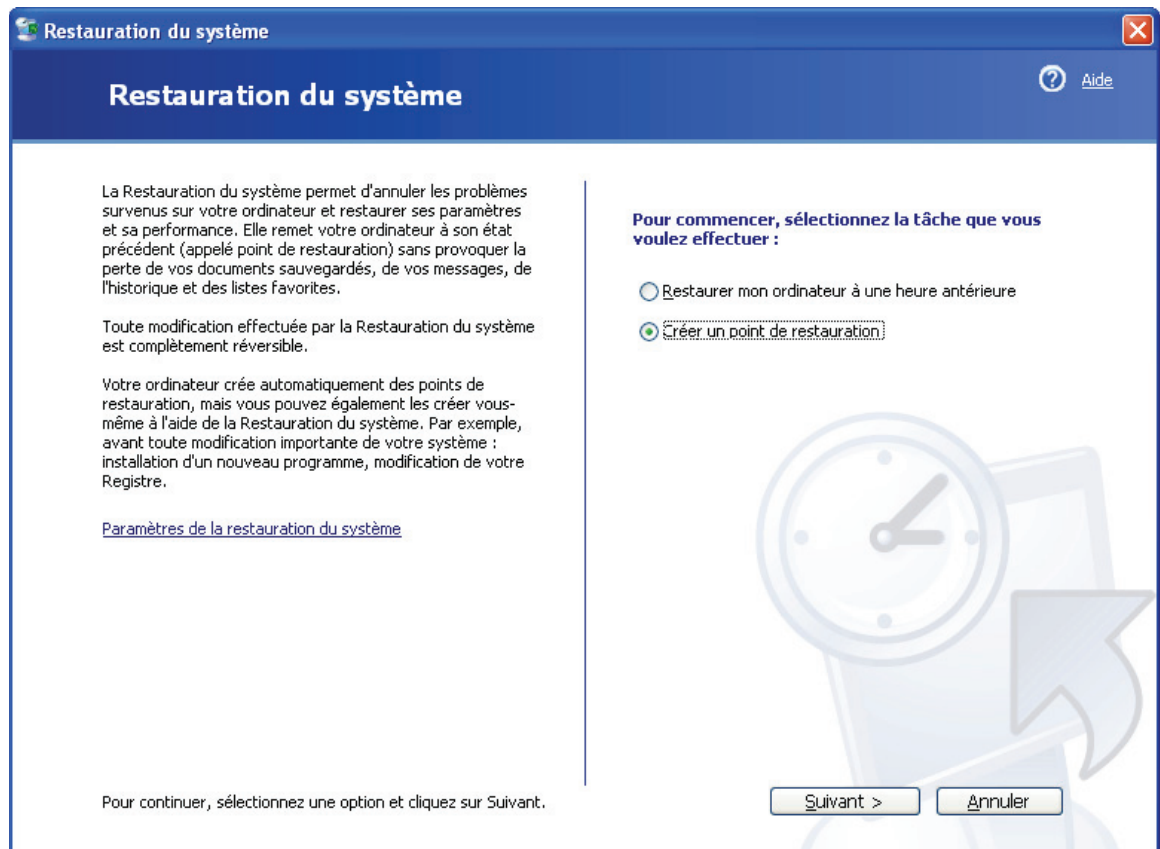 Restauration du système
Restauration du système
Aide
La Restauration du système permet d'annuler les problèmes
survenus sur votre ordinateur et restaurer ses paramètres
et sa performance. Elle remet votre ordinateur à son état
précédent (appelé point de restauration) sans provoquer la
perte de vos documents sauvegardés, de vos messages, de
l'historique et des listes favorites.
Toute modification effectuée par la Restauration du système
est complètement réversible.
Votre ordinateur crée automatiquement des points de
restauration, mais vous pouvez également les créer vous-
même à l'aide de la Restauration du système. Par exemple,
avant toute modification importante de votre système :
installation d'un nouveau programme, modification de votre
Registre.
Paramètres de la restauration du système
Pour continuer, sélectionnez une option et cliquez sur Suivant.
Pour commencer, sélectionnez la tâche que vous
voulez effectuer :
Restaurer mon ordinateur à une heure antérieure
Créer un point de restauration
Suivant >
Annuler